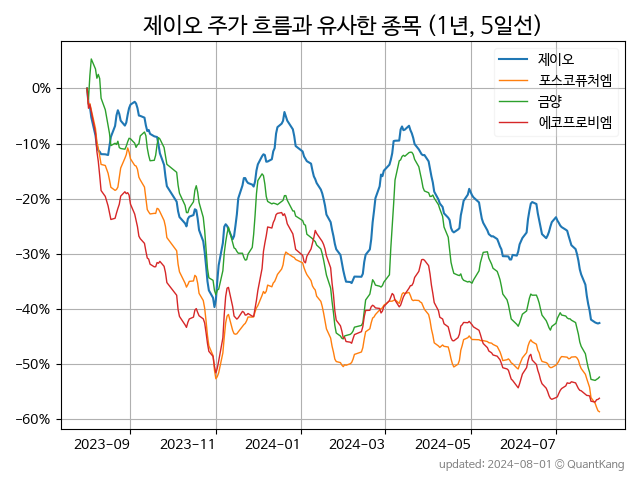 제이오 주가 흐름과 유사한 종목 (1년, 5일선)
제이오
포스코퓨처엠
금양
에코프로비엠
0%
−10%
−20%
−30%
−40%
−50%
−60%
2023−09
2023−11
2024−01
2024−03
2024−05
2024−07
updated: 2024-08-01 © QuantKang